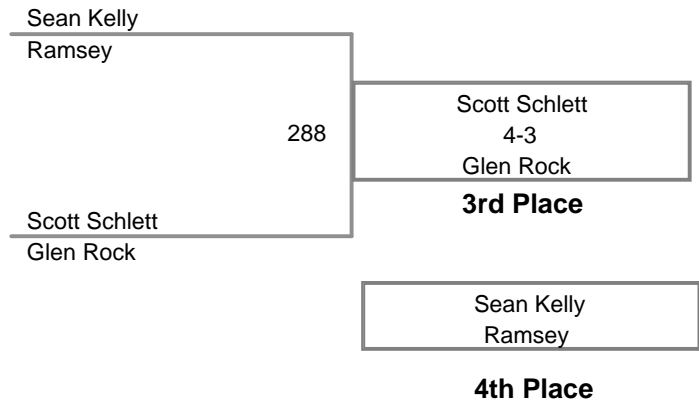 Sean Kelly
Ramsey
288
Scott Schlett
4-3
Glen Rock
3rd Place
Scott Schlett
Glen Rock
Sean Kelly
Ramsey
4th Place